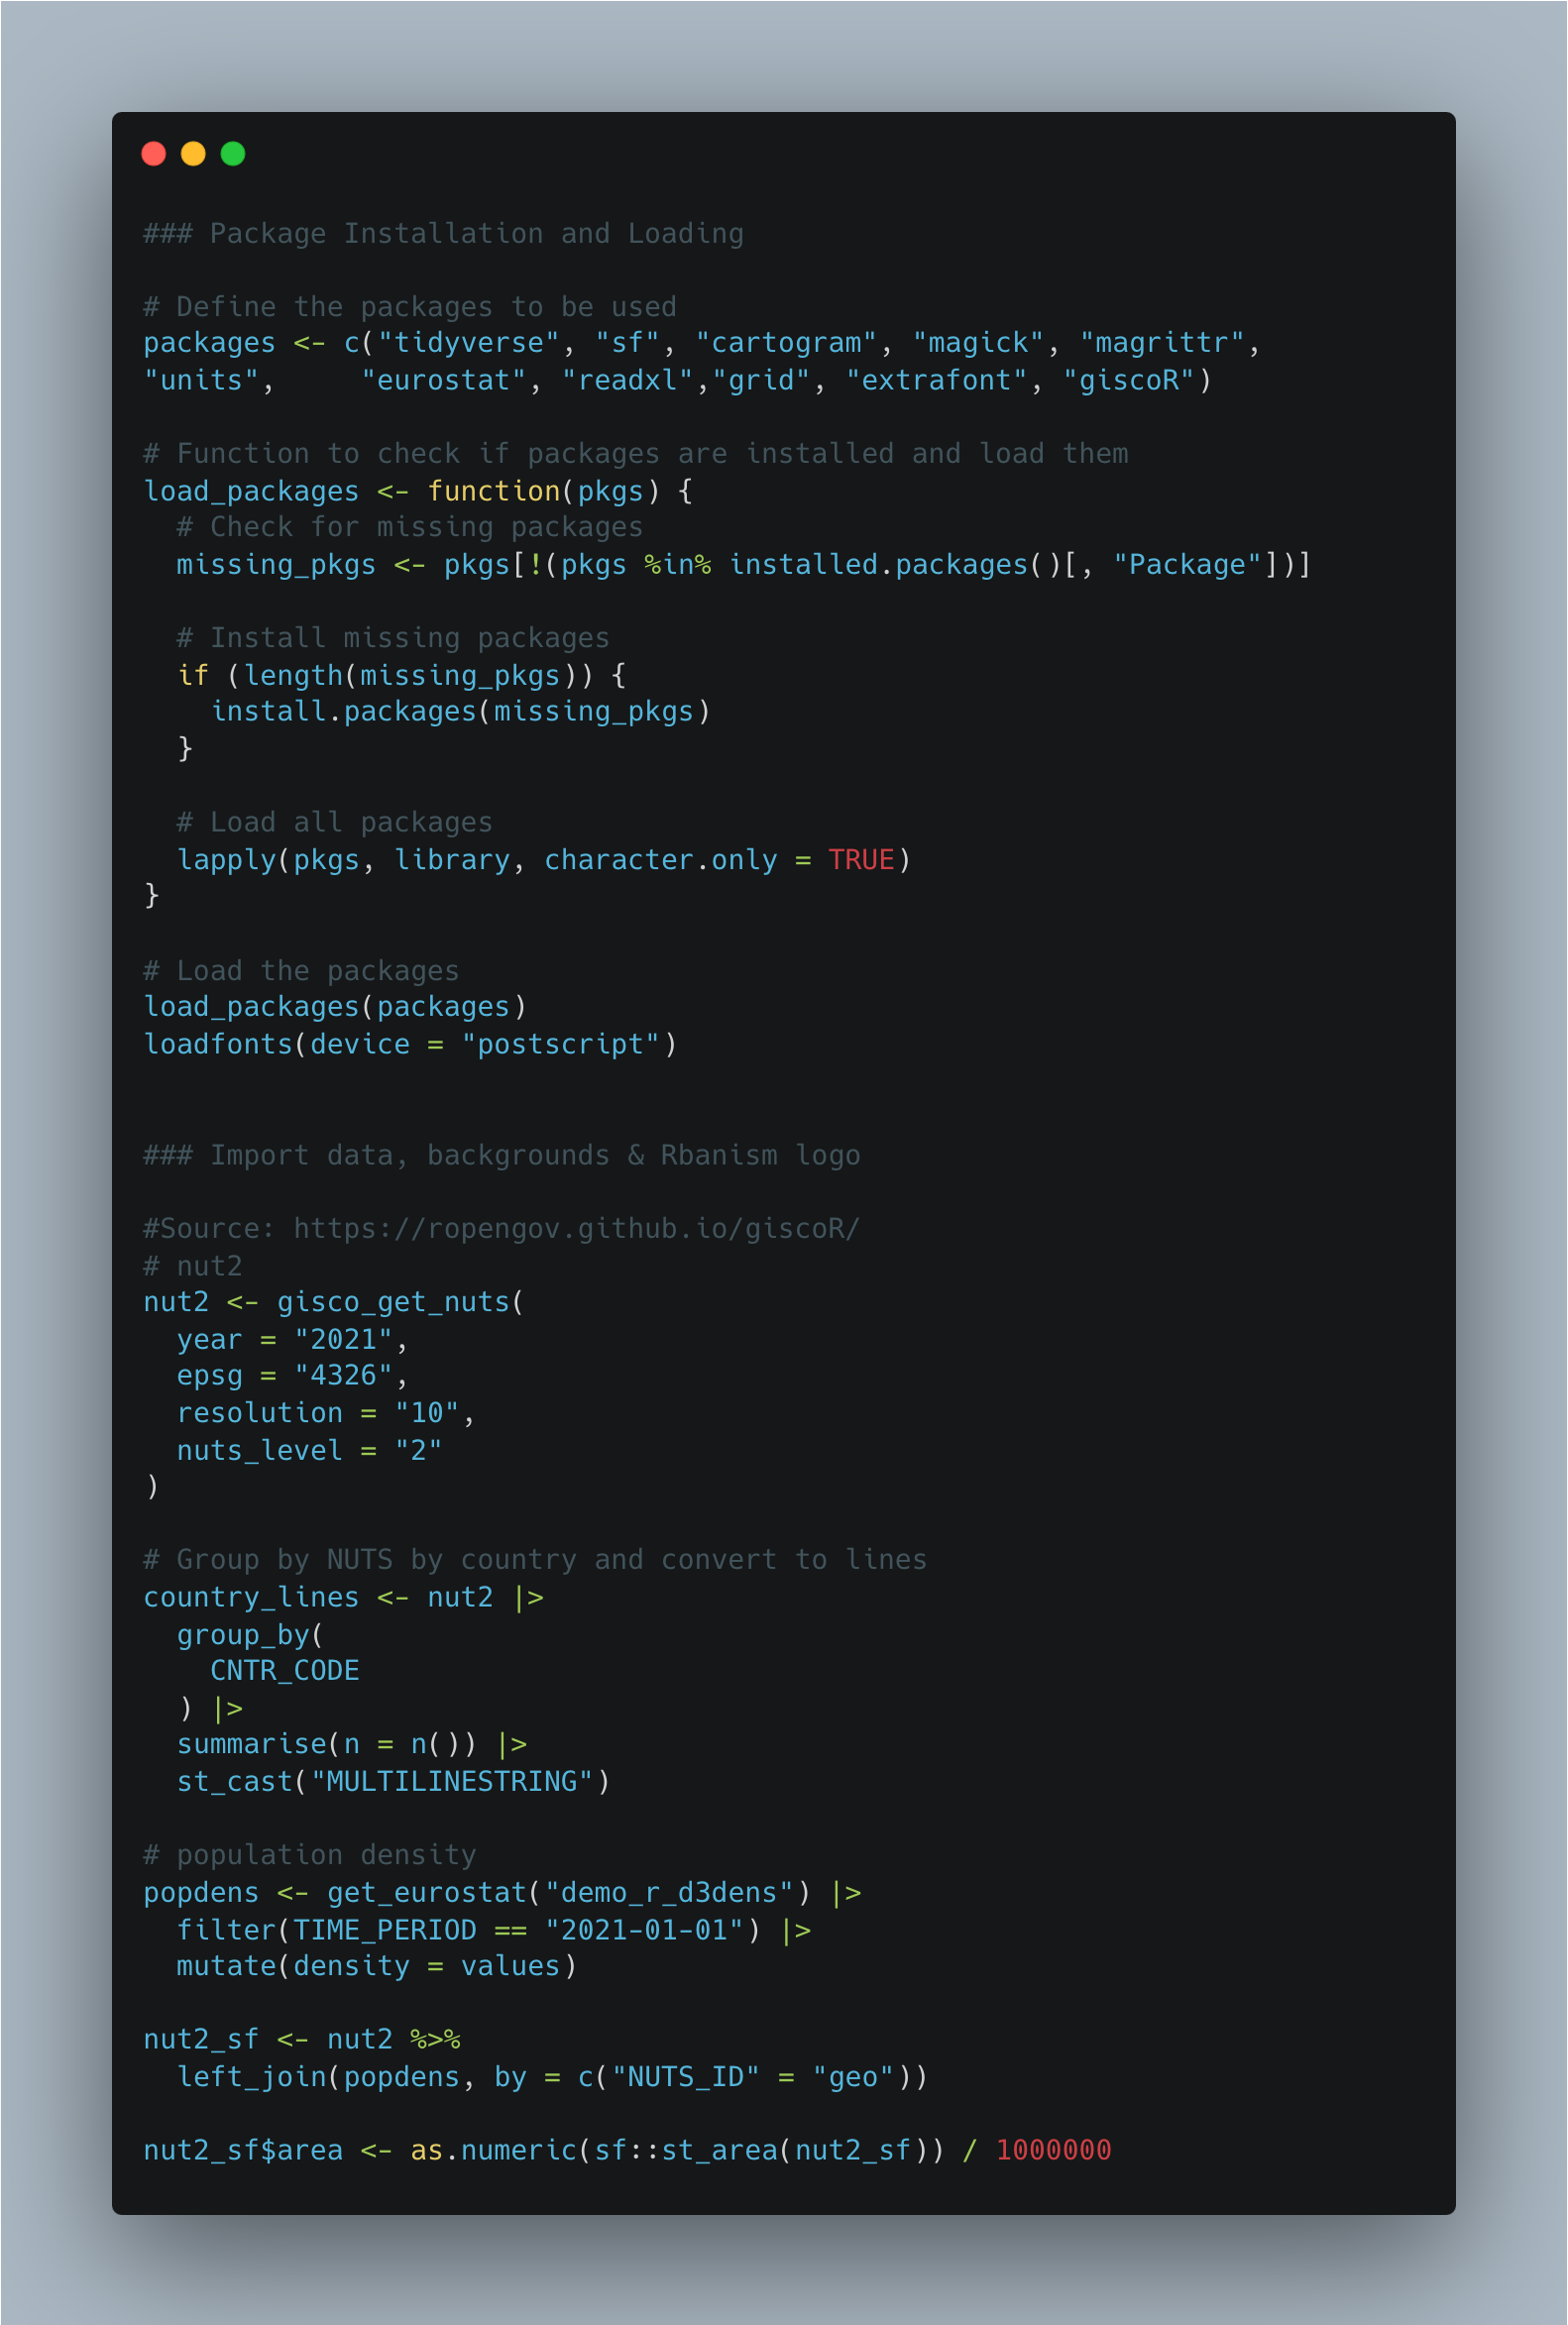 ### Package Installation and Loading
# Define the packages to be used
packages <- c("tidyverse", "sf", "cartogram", "magick", "magrittr",
"units",     "eurostat", "readxl","grid", "extrafont", "giscoR")
# Function to check if packages are installed and load them
load_packages <- function(pkgs) {
  # Check for missing packages
  missing_pkgs <- pkgs[!(pkgs %in% installed.packages()[, "Package"])]
  # Install missing packages
  if (length(missing_pkgs)) {
    install.packages(missing_pkgs)
  }
  # Load all packages
  lapply(pkgs, library, character.only = TRUE)
}
# Load the packages
load_packages(packages)
loadfonts(device = "postscript")
### Import data, backgrounds & Rbanism logo
#Source: https://ropengov.github.io/giscoR/
# nut2
nut2 <- gisco_get_nuts(
  year = "2021",
  epsg = "4326",
  resolution = "10",
  nuts_level = "2"
)
# Group by NUTS by country and convert to lines
country_lines <- nut2 |>
  group_by(
    CNTR_CODE
  ) |>
  summarise(n = n()) |>
  st_cast("MULTILINESTRING")
# population density
popdens <- get_eurostat("demo_r_d3dens") |>
  filter(TIME_PERIOD == "2021-01-01") |>
  mutate(density = values)
nut2_sf <- nut2 %>%
  left_join(popdens, by = c("NUTS_ID" = "geo"))
nut2_sf$area <- as.numeric(sf::st_area(nut2_sf)) / 1000000